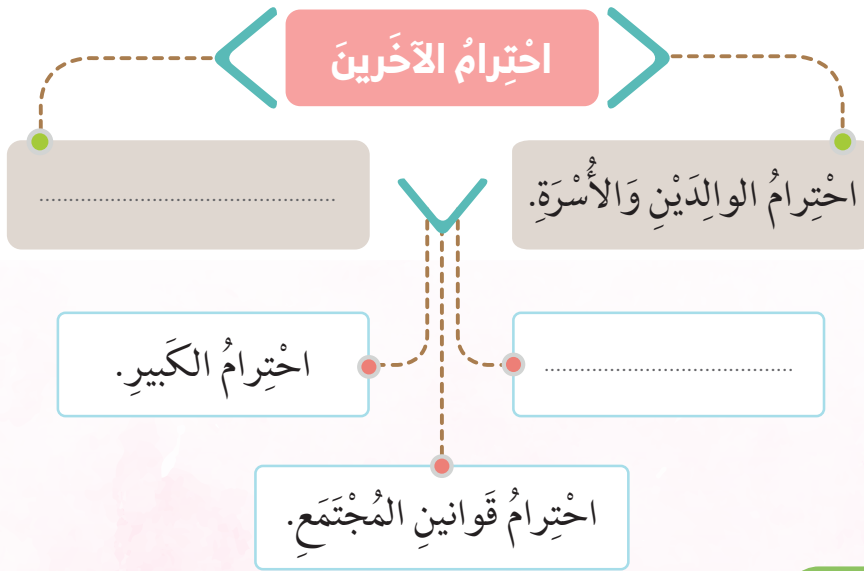 احْتِرامُ الآخَرينَ
احْتِرامُ الوالِدَيْنِ وَالأُسْرَةِ.
.................................................
.........................................
احْتِرامُ الكَبيرِ.
احْتِرامُ قَوانينِ المُجْتَمَعِ.